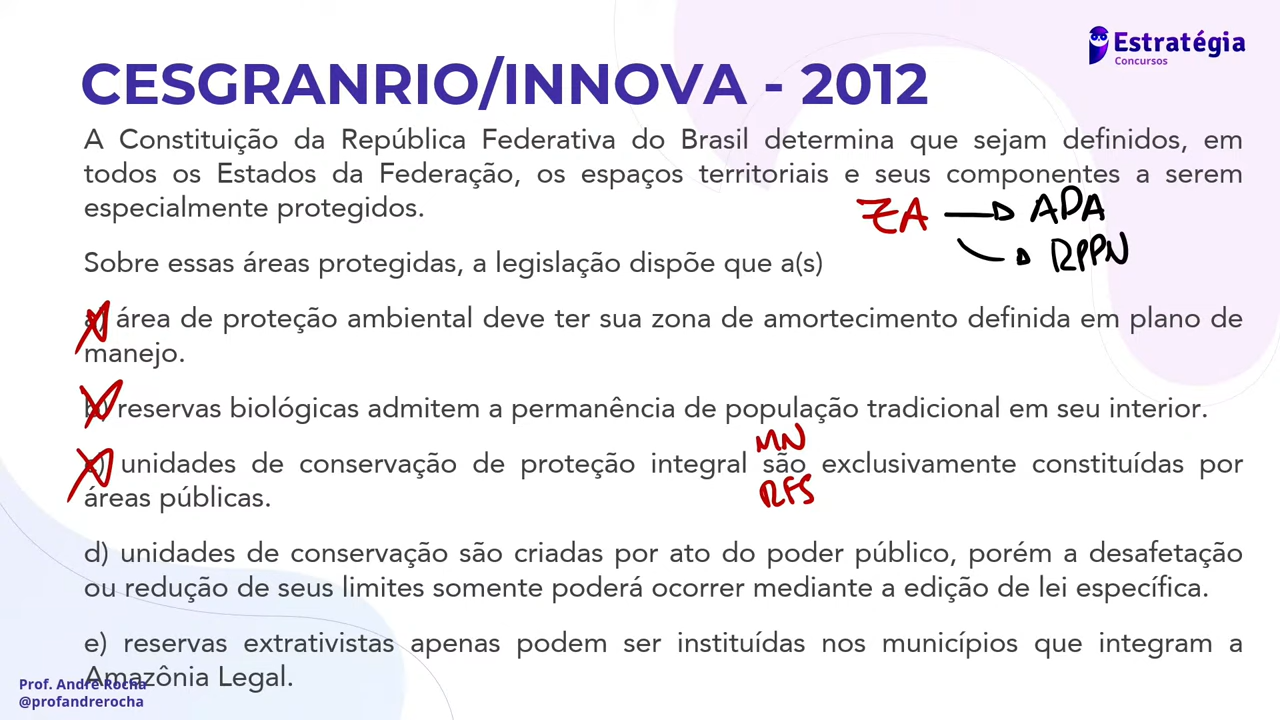 Estratégia
Concursos
CESGRANRIO/INNOVA - 2012
A Constituição da República Federativa do Brasil determina que sejam definidos, em
todos os Estados da Federação, os espaços territoriais e seus componentes a serem
especialmente protegidos.
ZA → APA
→ RPPN
Sobre essas áreas protegidas, a legislação dispõe que a(s)
a) área de proteção ambiental deve ter sua zona de amortecimento definida em plano de
manejo.
b) reservas biológicas admitem a permanência de população tradicional em seu interior.
MN
c) unidades de conservação de proteção integral são exclusivamente constituídas por
RFS
áreas públicas.
d) unidades de conservação são criadas por ato do poder público, porém a desafetação
ou redução de seus limites somente poderá ocorrer mediante a edição de lei específica.
e) reservas extrativistas apenas podem ser instituídas nos municípios que integram a
Amazônia Legal.
Prof. André Rocha
@profandrerocha